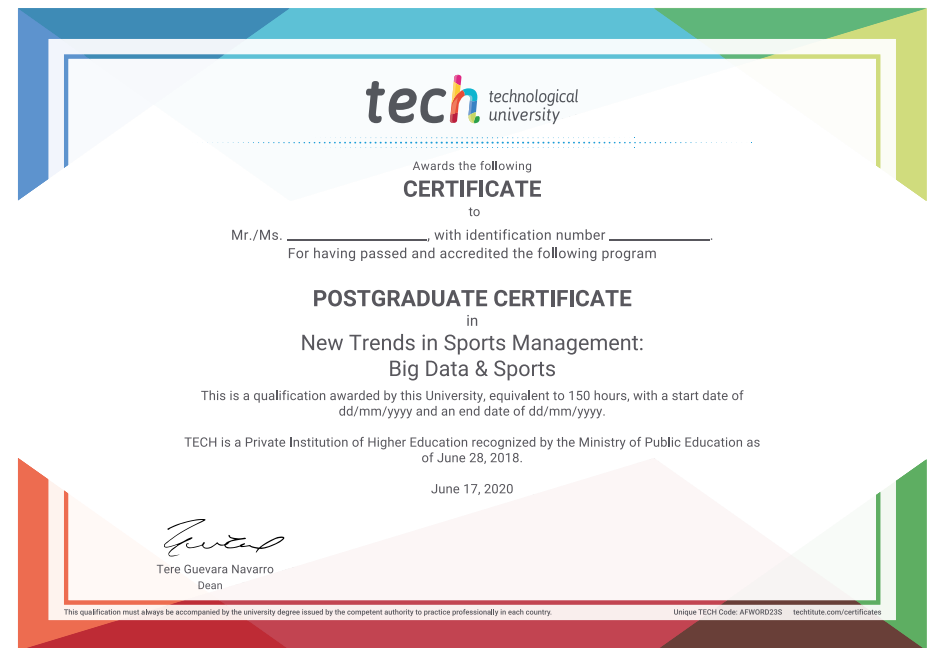 tech technological
university
Awards the following
CERTIFICATE
to
Mr./Ms. ____________________, with identification number ______________.
For having passed and accredited the following program
POSTGRADUATE CERTIFICATE
in
New Trends in Sports Management:
Big Data & Sports
This is a qualification awarded by this University, equivalent to 150 hours, with a start date of
dd/mm/yyyy and an end date of dd/mm/yyyy.
TECH is a Private Institution of Higher Education recognized by the Ministry of Public Education as
of June 28, 2018.
June 17, 2020
Tere Guevara Navarro
Dean
This qualification must always be accompanied by the university degree issued by the competent authority to practice professionally in each country.
Unique TECH Code: AFWORD23S techtitute.com/certificates